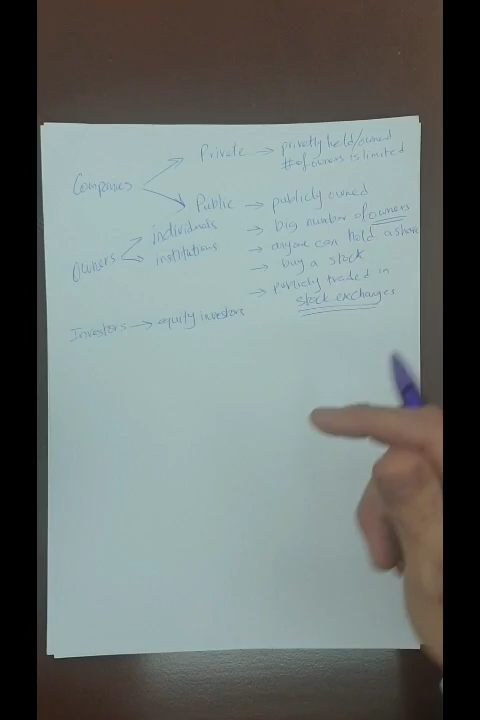 Private → privetly held/owned
# of owners is limited
Companies
Public → publicly owned
→ big number of owners
→ anyone can hold a share
→ buy a stock
→ publicly traded in
stock exchanges
Owners
individuals
institutions
Investors → equity investors